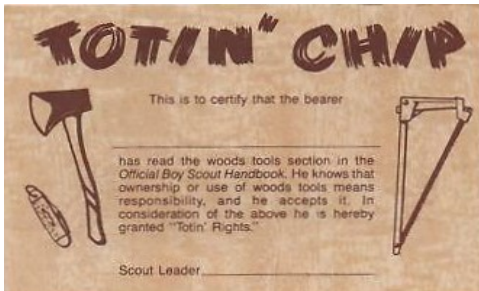 TOTIN" CHIP
This is to certify that the bearer
has read the woods tools section in the
Official Boy Scout Handbook. He knows that
ownership or use of woods tools means
responsibility, and he accepts it. In
consideration of the above he is hereby
granted "Totin' Rights."
Scout Leader